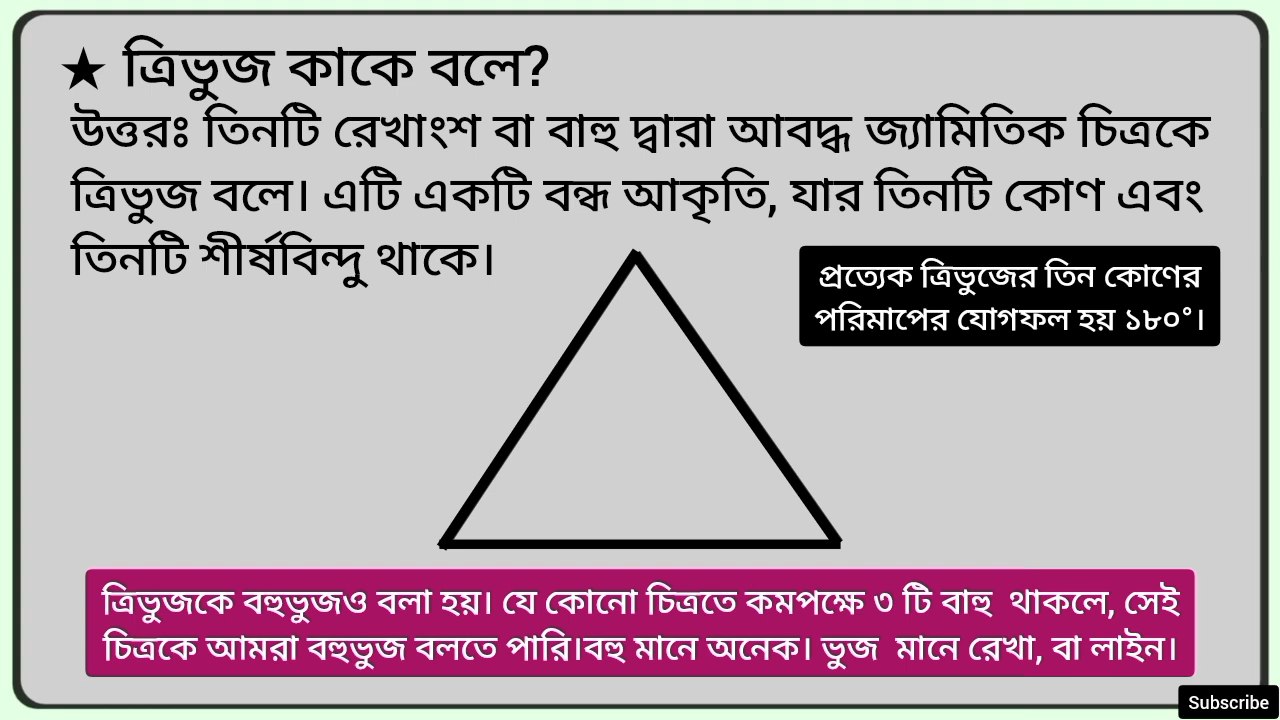 ★ ত্রিভুজ কাকে বলে?
উত্তরঃ তিনটি রেখাংশ বা বাহু দ্বারা আবদ্ধ জ্যামিতিক চিত্রকে
ত্রিভুজ বলে। এটি একটি বন্ধ আকৃতি, যার তিনটি কোণ এবং
তিনটি শীর্ষবিন্দু থাকে।
প্রত্যেক ত্রিভুজের তিন কোণের
পরিমাপের যোগফল হয় ১৮০°।
ত্রিভুজকে বহুভুজও বলা হয়। যে কোনো চিত্রতে কমপক্ষে ৩ টি বাহু থাকলে, সেই
চিত্রকে আমরা বহুভুজ বলতে পারি।বহু মানে অনেক। ভুজ মানে রেখা, বা লাইন।
Subscribe